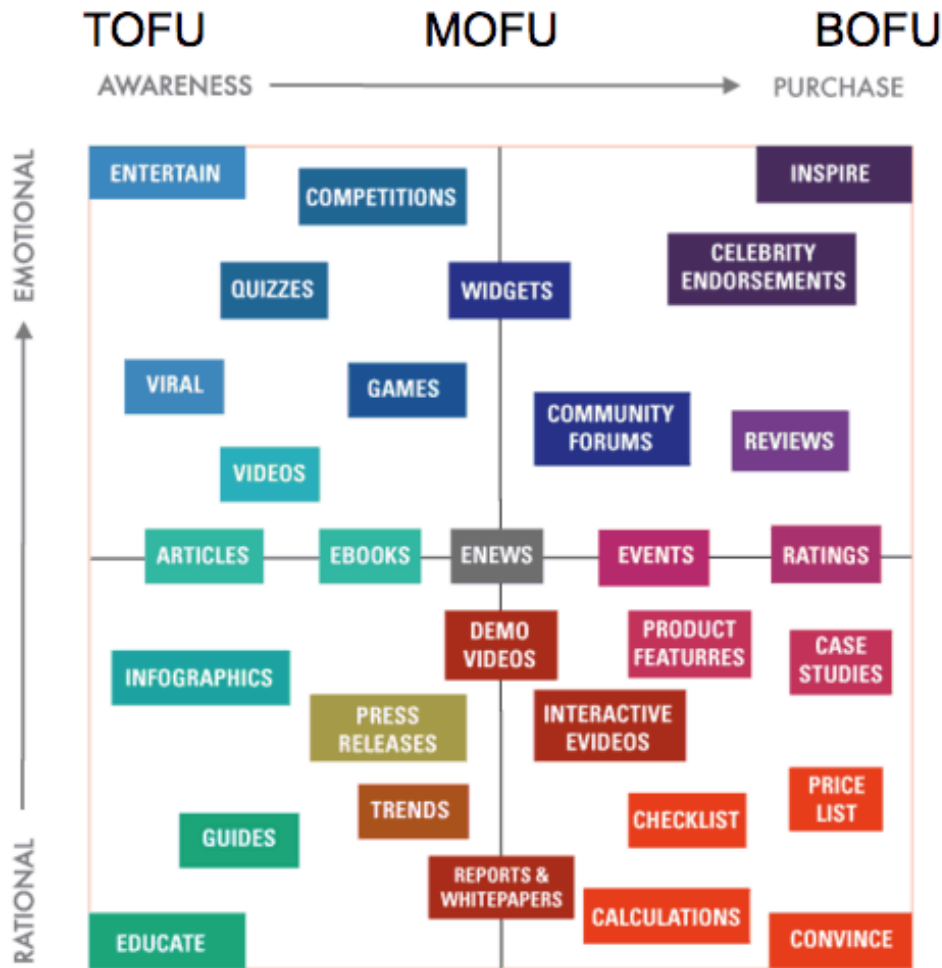 TOFU MOFU BOFU
AWARENESS PURCHASE
EMOTIONAL
RATIONAL
ENTERTAIN
INSPIRE
COMPETITIONS
CELEBRITY
ENDORSEMENTS
QUIZZES
WIDGETS
VIRAL
GAMES
COMMUNITY
FORUMS
REVIEWS
VIDEOS
ARTICLES
EBOOKS
ENEWS
EVENTS
RATINGS
DEMO
VIDEOS
PRODUCT
FEATURRES
CASE
STUDIES
INFOGRAPHICS
PRESS
RELEASES
INTERACTIVE
EVIDEOS
TRENDS
CHECKLIST
PRICE
LIST
GUIDES
REPORTS &
WHITEPAPERS
CALCULATIONS
EDUCATE
CONVINCE